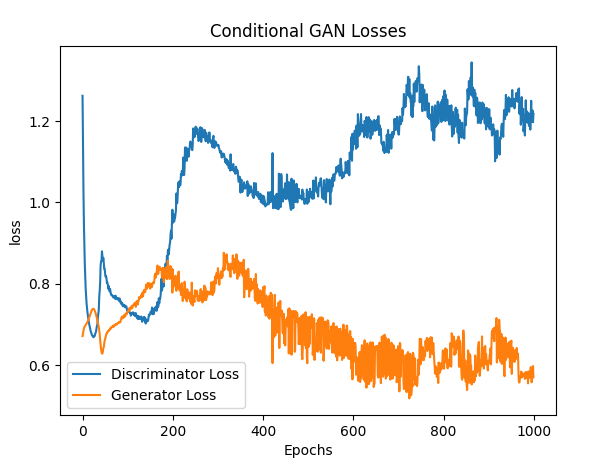 Conditional GAN Losses
loss
1.2
1.0
0.8
0.6
Discriminator Loss
Generator Loss
0 200 400 600 800 1000
Epochs